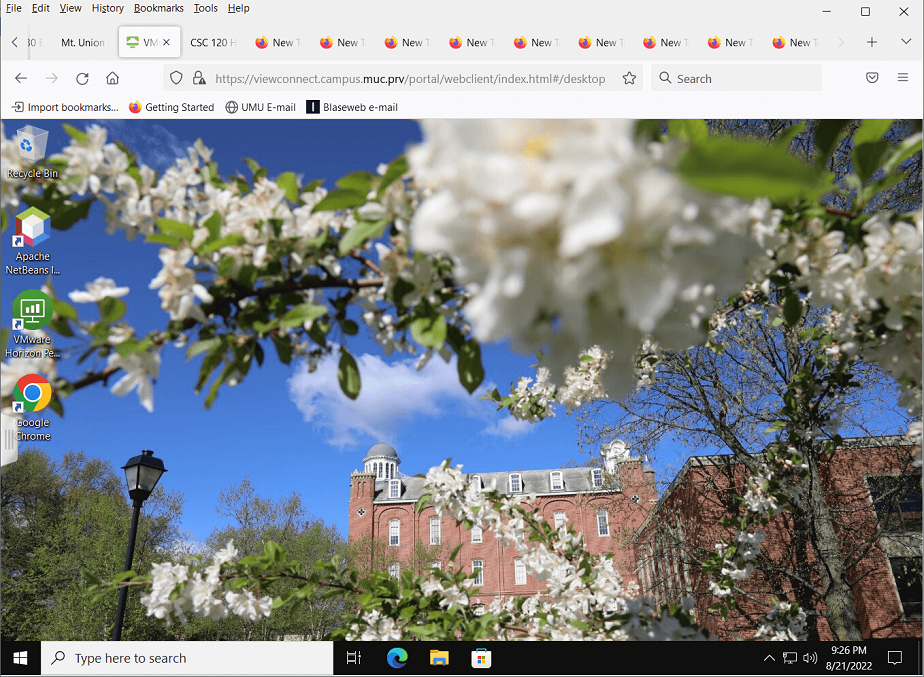 File Edit View History Bookmarks Tools Help
30 E Mt. Union VM CSC 120 H New T New T New T New T New T New T New T New T New T
https://viewconnect.campus.muc.prv/portal/webclient/index.html#/desktop Search
Import bookmarks... Getting Started UMU E-mail Blaseweb e-mail
Recycle Bin
Apache
NetBeans I...
VMware
Horizon Pe...
Google
Chrome
Type here to search
9:26 PM
8/21/2022